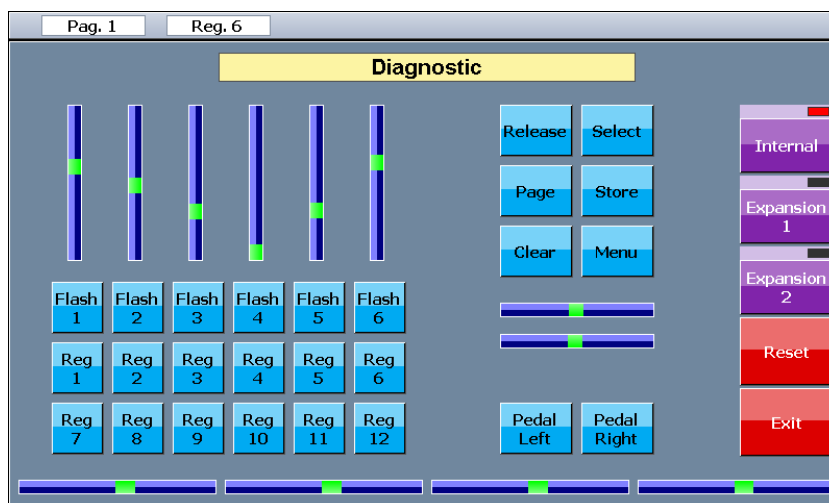 Pag. 1 Reg. 6
Diagnostic
Release Select
Internal
Page Store
Expansion
1
Clear Menu
Expansion
2
Flash Flash Flash Flash Flash Flash
1 2 3 4 5 6
Reset
Reg Reg Reg Reg Reg Reg
1 2 3 4 5 6
Reg Reg Reg Reg Reg Reg
7 8 9 10 11 12
Pedal Pedal
Left Right
Exit